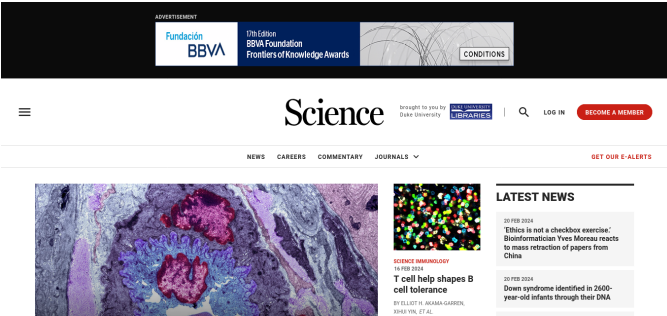 ADVERTISEMENT
Fundación
BBVA
17th Edition
BBVA Foundation
Frontiers of Knowledge Awards
CONDITIONS
Science
brought to you by
Duke University
DUKE UNIVERSITY
LIBRARIES
LOG IN
BECOME A MEMBER
NEWS CAREERS COMMENTARY JOURNALS
GET OUR E-ALERTS
SCIENCE IMMUNOLOGY
16 FEB 2024
T cell help shapes B
cell tolerance
BY ELLIOT H. AKAMA-GARREN,
XIHUI YIN, ET AL.
LATEST NEWS
20 FEB 2024
'Ethics is not a checkbox exercise.'
Bioinformatician Yves Moreau reacts
to mass retraction of papers from
China
20 FEB 2024
Down syndrome identified in 2600-
year-old infants through their DNA